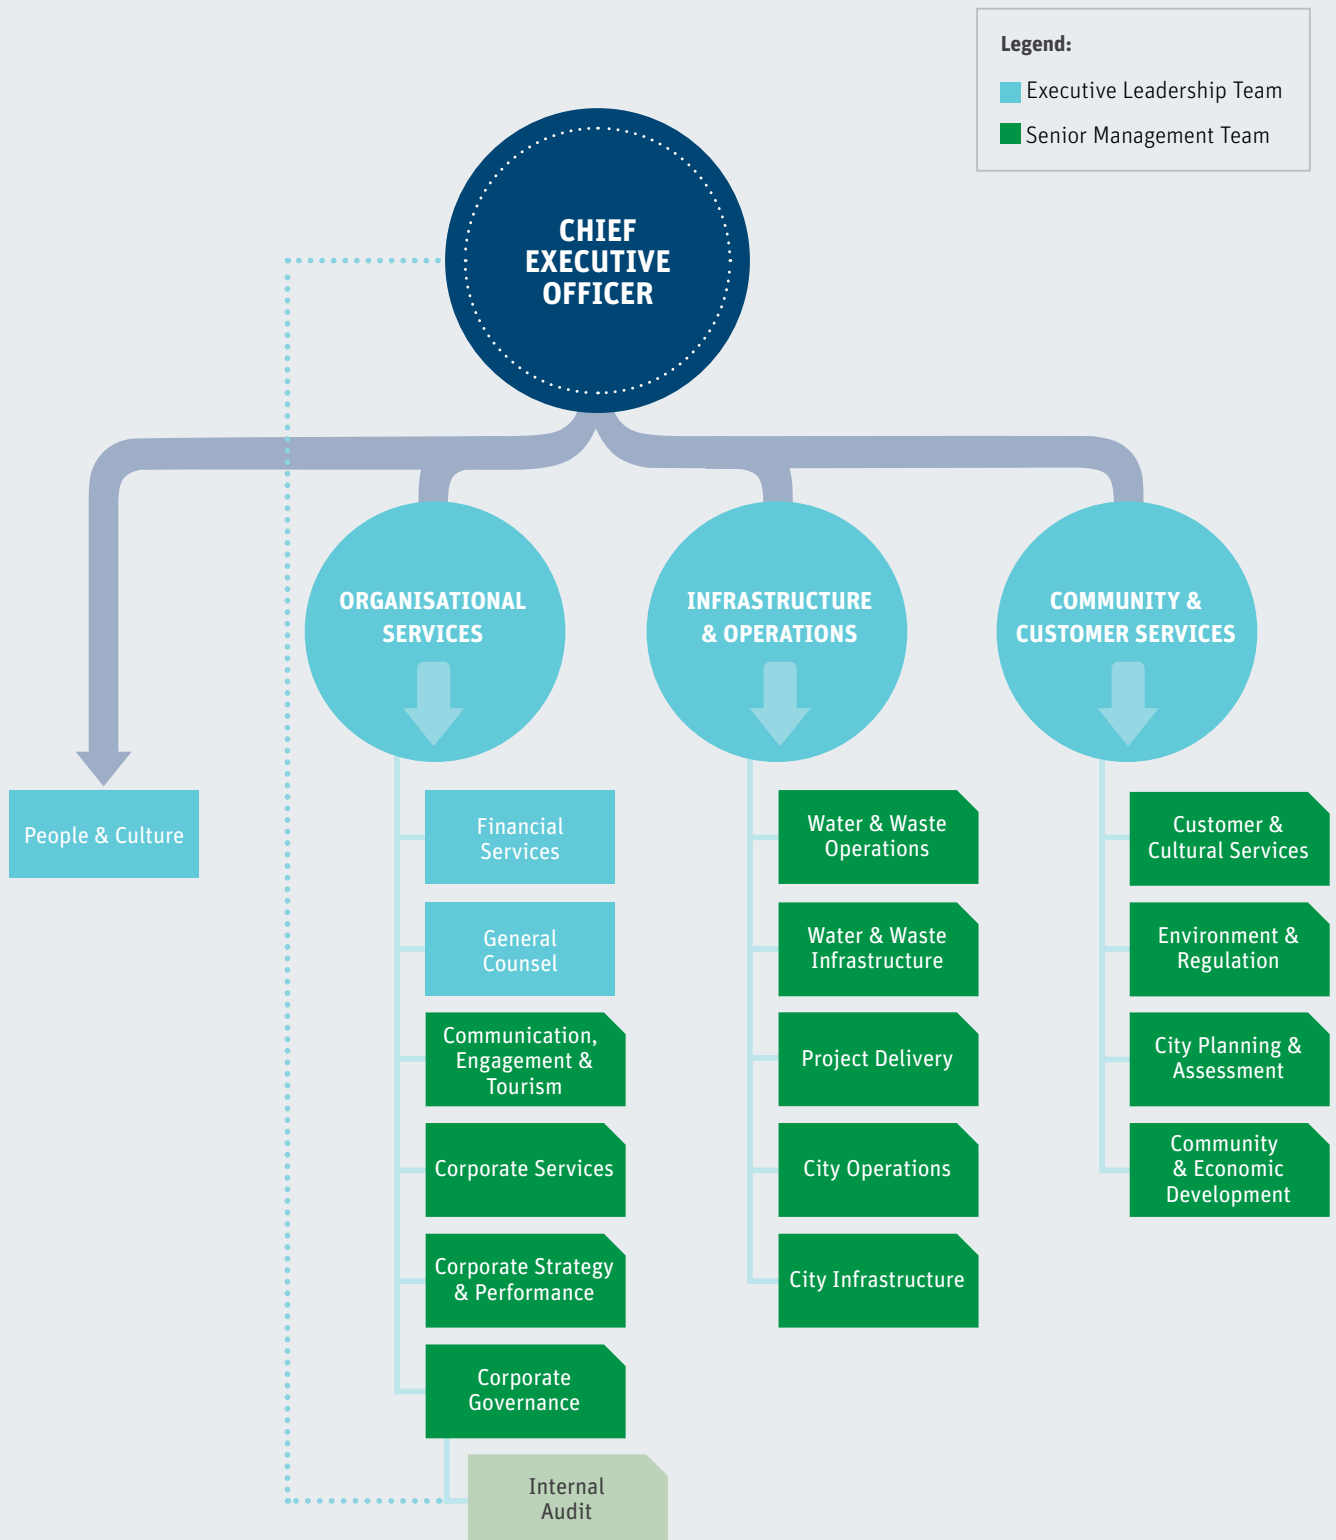 Legend:
Executive Leadership Team
Senior Management Team
CHIEF
EXECUTIVE
OFFICER
ORGANISATIONAL
SERVICES
INFRASTRUCTURE
& OPERATIONS
COMMUNITY &
CUSTOMER SERVICES
People & Culture
Financial
Services
General
Counsel
Communication,
Engagement &
Tourism
Corporate Services
Corporate Strategy
& Performance
Corporate
Governance
Internal
Audit
Water & Waste
Operations
Water & Waste
Infrastructure
Project Delivery
City Operations
City Infrastructure
Customer &
Cultural Services
Environment &
Regulation
City Planning &
Assessment
Community
& Economic
Development